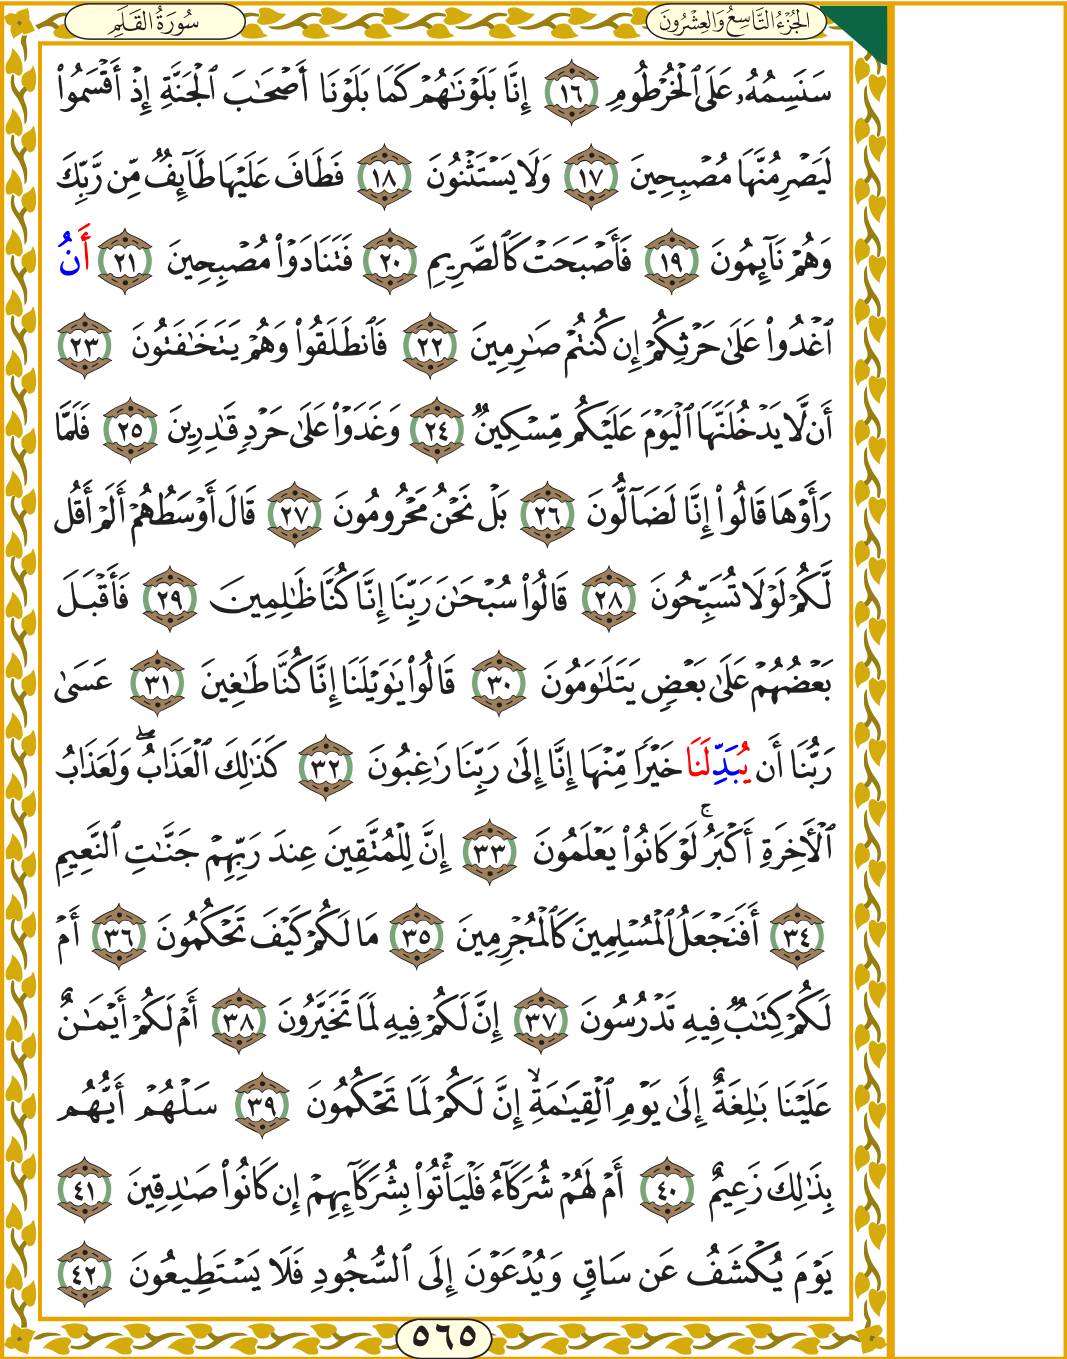 الجُزْءُ التَّاسِعُ وَالعِشْرُونَ
سُورَةُ القَلَمِ
سَنَسِمُهُۥ عَلَى ٱلْخُرْطُومِ ١٦ إِنَّا بَلَوْنَٰهُمْ كَمَا بَلَوْنَآ أَصْحَٰبَ ٱلْجَنَّةِ إِذْ أَقْسَمُوا۟
لَيَصْرِمُنَّهَا مُصْبِحِينَ ١٧ وَلَا يَسْتَثْنُونَ ١٨ فَطَافَ عَلَيْهَا طَآئِفٌ مِّن رَّبِّكَ
وَهُمْ نَآئِمُونَ ١٩ فَأَصْبَحَتْ كَٱلصَّرِيمِ ٢٠ فَتَنَادَوْا۟ مُصْبِحِينَ ٢١ أَنُ
ٱغْدُوا۟ عَلَىٰ حَرْثِكُمْ إِن كُنتُمْ صَٰرِمِينَ ٢٢ فَٱنطَلَقُوا۟ وَهُمْ يَتَخَٰفَتُونَ ٢٣
أَن لَّا يَدْخُلَنَّهَا ٱلْيَوْمَ عَلَيْكُم مِّسْكِينٌ ٢٤ وَغَدَوْا۟ عَلَىٰ حَرْدٍ قَٰدِرِينَ ٢٥ فَلَمَّا
رَأَوْهَا قَالُوٓا۟ إِنَّا لَضَآلُّونَ ٢٦ بَلْ نَحْنُ مَحْرُومُونَ ٢٧ قَالَ أَوْسَطُهُمْ أَلَمْ أَقُل
لَّكُمْ لَوْلَا تُسَبِّحُونَ ٢٨ قَالُوا۟ سُبْحَٰنَ رَبِّنَآ إِنَّا كُنَّا ظَٰلِمِينَ ٢٩ فَأَقْبَلَ
بَعْضُهُمْ عَلَىٰ بَعْضٍ يَتَلَٰوَمُونَ ٣٠ قَالُوا۟ يَٰوَيْلَنَآ إِنَّا كُنَّا طَٰغِينَ ٣١ عَسَىٰ
رَبُّنَآ أَن يُبَدِّلَنَا خَيْرًا مِّنْهَآ إِنَّآ إِلَىٰ رَبِّنَا رَٰغِبُونَ ٣٢ كَذَٰلِكَ ٱلْعَذَابُ ۖ وَلَعَذَابُ
ٱلْءَاخِرَةِ أَكْبَرُ ۚ لَوْ كَانُوا۟ يَعْلَمُونَ ٣٣ إِنَّ لِلْمُتَّقِينَ عِندَ رَبِّهِمْ جَنَّٰتِ ٱلنَّعِيمِ
٣٤ أَفَنَجْعَلُ ٱلْمُسْلِمِينَ كَٱلْمُجْرِمِينَ ٣٥ مَا لَكُمْ كَيْفَ تَحْكُمُونَ ٣٦ أَمْ
لَكُمْ كِتَٰبٌ فِيهِ تَدْرُسُونَ ٣٧ إِنَّ لَكُمْ فِيهِ لَمَا تَخَيَّرُونَ ٣٨ أَمْ لَكُمْ أَيْمَٰنٌ
عَلَيْنَا بَٰلِغَةٌ إِلَىٰ يَوْمِ ٱلْقِيَٰمَةِ ۙ إِنَّ لَكُمْ لَمَا تَحْكُمُونَ ٣٩ سَلْهُمْ أَيُّهُم
بِذَٰلِكَ زَعِيمٌ ٤٠ أَمْ لَهُمْ شُرَكَآءُ فَلْيَأْتُوا۟ بِشُرَكَآئِهِمْ إِن كَانُوا۟ صَٰدِقِينَ ٤١
يَوْمَ يُكْشَفُ عَن سَاقٍ وَيُدْعَوْنَ إِلَى ٱلسُّجُودِ فَلَا يَسْتَطِيعُونَ ٤٢
٥٦٥